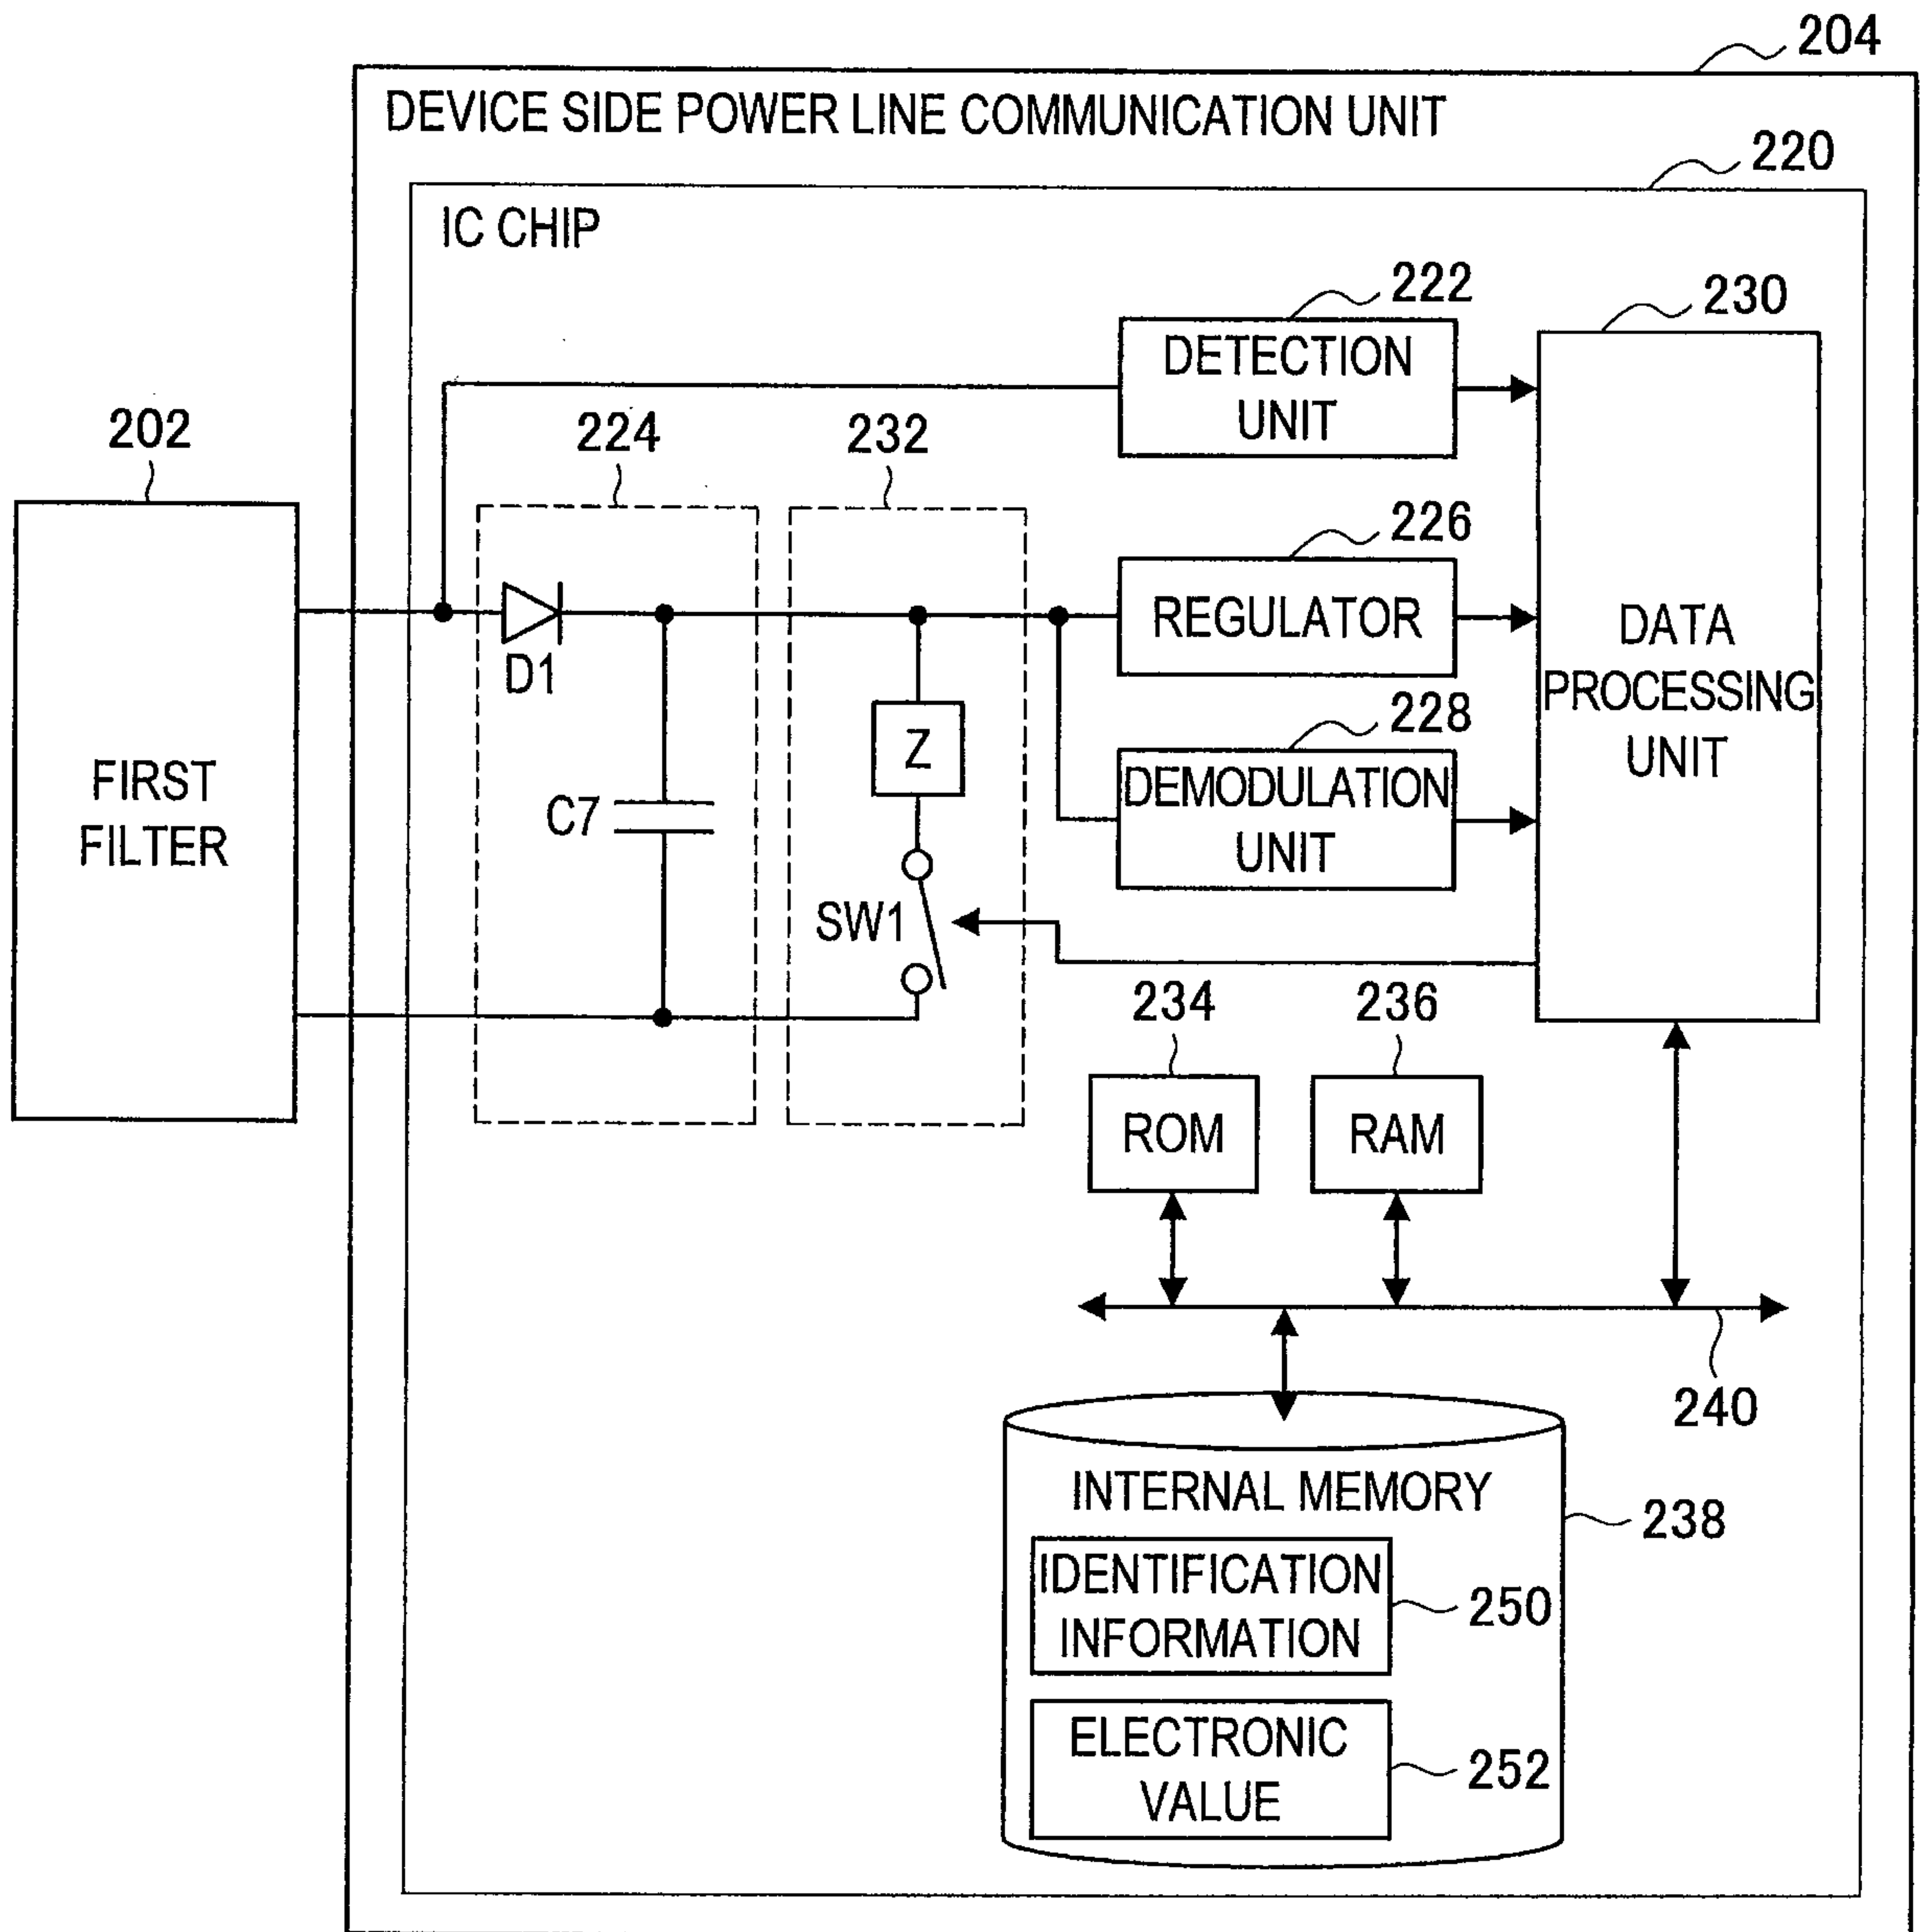 204
DEVICE SIDE POWER LINE COMMUNICATION UNIT
220
IC CHIP
222
230
DETECTION
UNIT
202
224
232
226
FIRST
FILTER
D1
REGULATOR
DATA
PROCESSING
UNIT
228
Z
C7
DEMODULATION
UNIT
SW1
234
236
ROM
RAM
240
INTERNAL MEMORY
238
IDENTIFICATION
INFORMATION
250
ELECTRONIC
VALUE
252